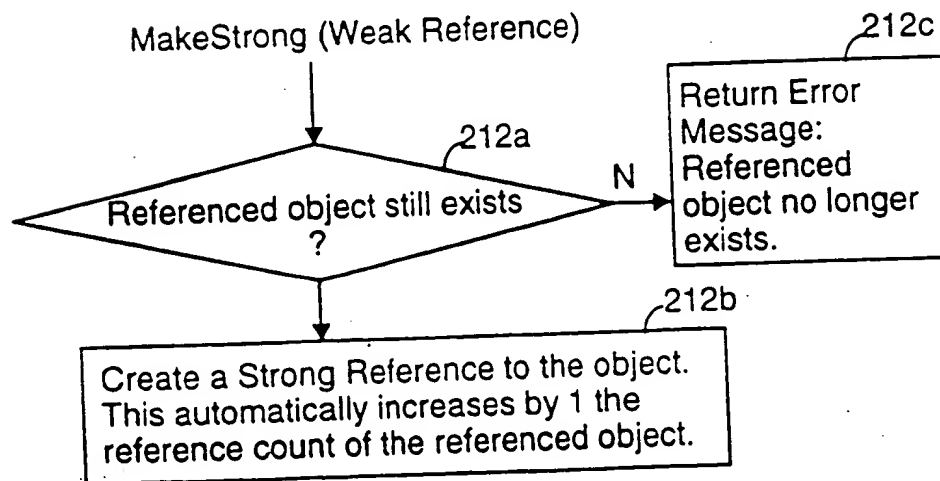 MakeStrong (Weak Reference)
212c
Return Error
Message:
Referenced
object no longer
exists.
212a
N
Referenced object still exists
?
212b
Create a Strong Reference to the object.
This automatically increases by 1 the
reference count of the referenced object.